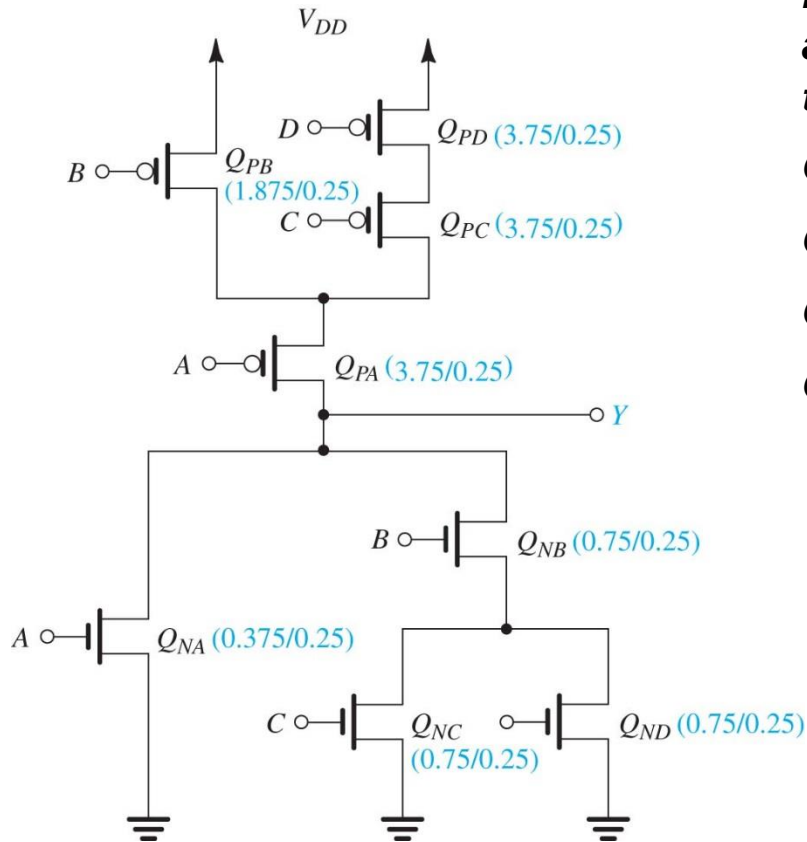 V_DD
D Q_PD (3.75/0.25)
B Q_PB
(1.875/0.25)
C Q_PC (3.75/0.25)
A Q_PA (3.75/0.25)
Y
B Q_NB (0.75/0.25)
A Q_NA (0.375/0.25)
C Q_NC
(0.75/0.25)
Q_ND (0.75/0.25)